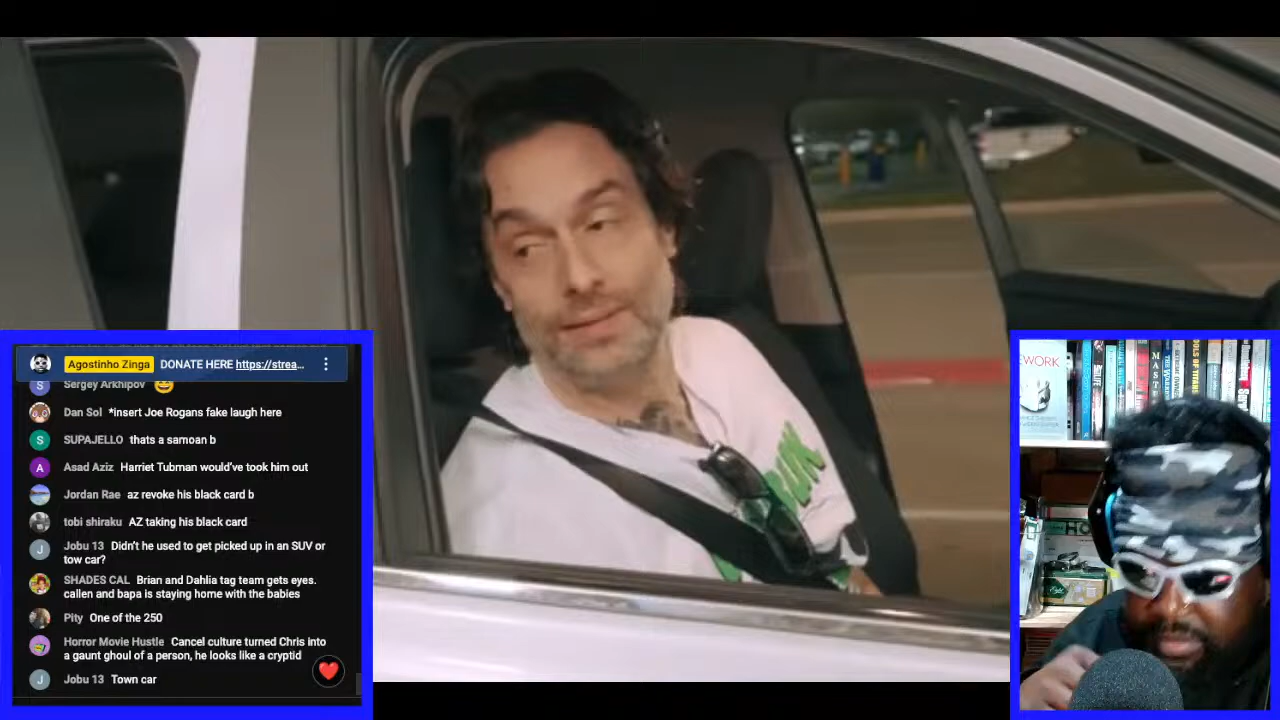 Agostinho Zinga DONATE HERE https://strea...
Sergey Arkhipov
Dan Sol *insert Joe Rogans fake laugh here
SUPAJELLO thats a samoan b
Asad Aziz Harriet Tubman would've took him out
Jordan Rae az revoke his black card b
tobi shiraku AZ taking his black card
Jobu 13 Didn't he used to get picked up in an SUV or
tow car?
SHADES CAL Brian and Dahlia tag team gets eyes.
callen and bapa is staying home with the babies
Pity One of the 250
Horror Movie Hustle Cancel culture turned Chris into
a gaunt ghoul of a person, he looks like a cryptid
Jobu 13 Town car
WORK
MAST